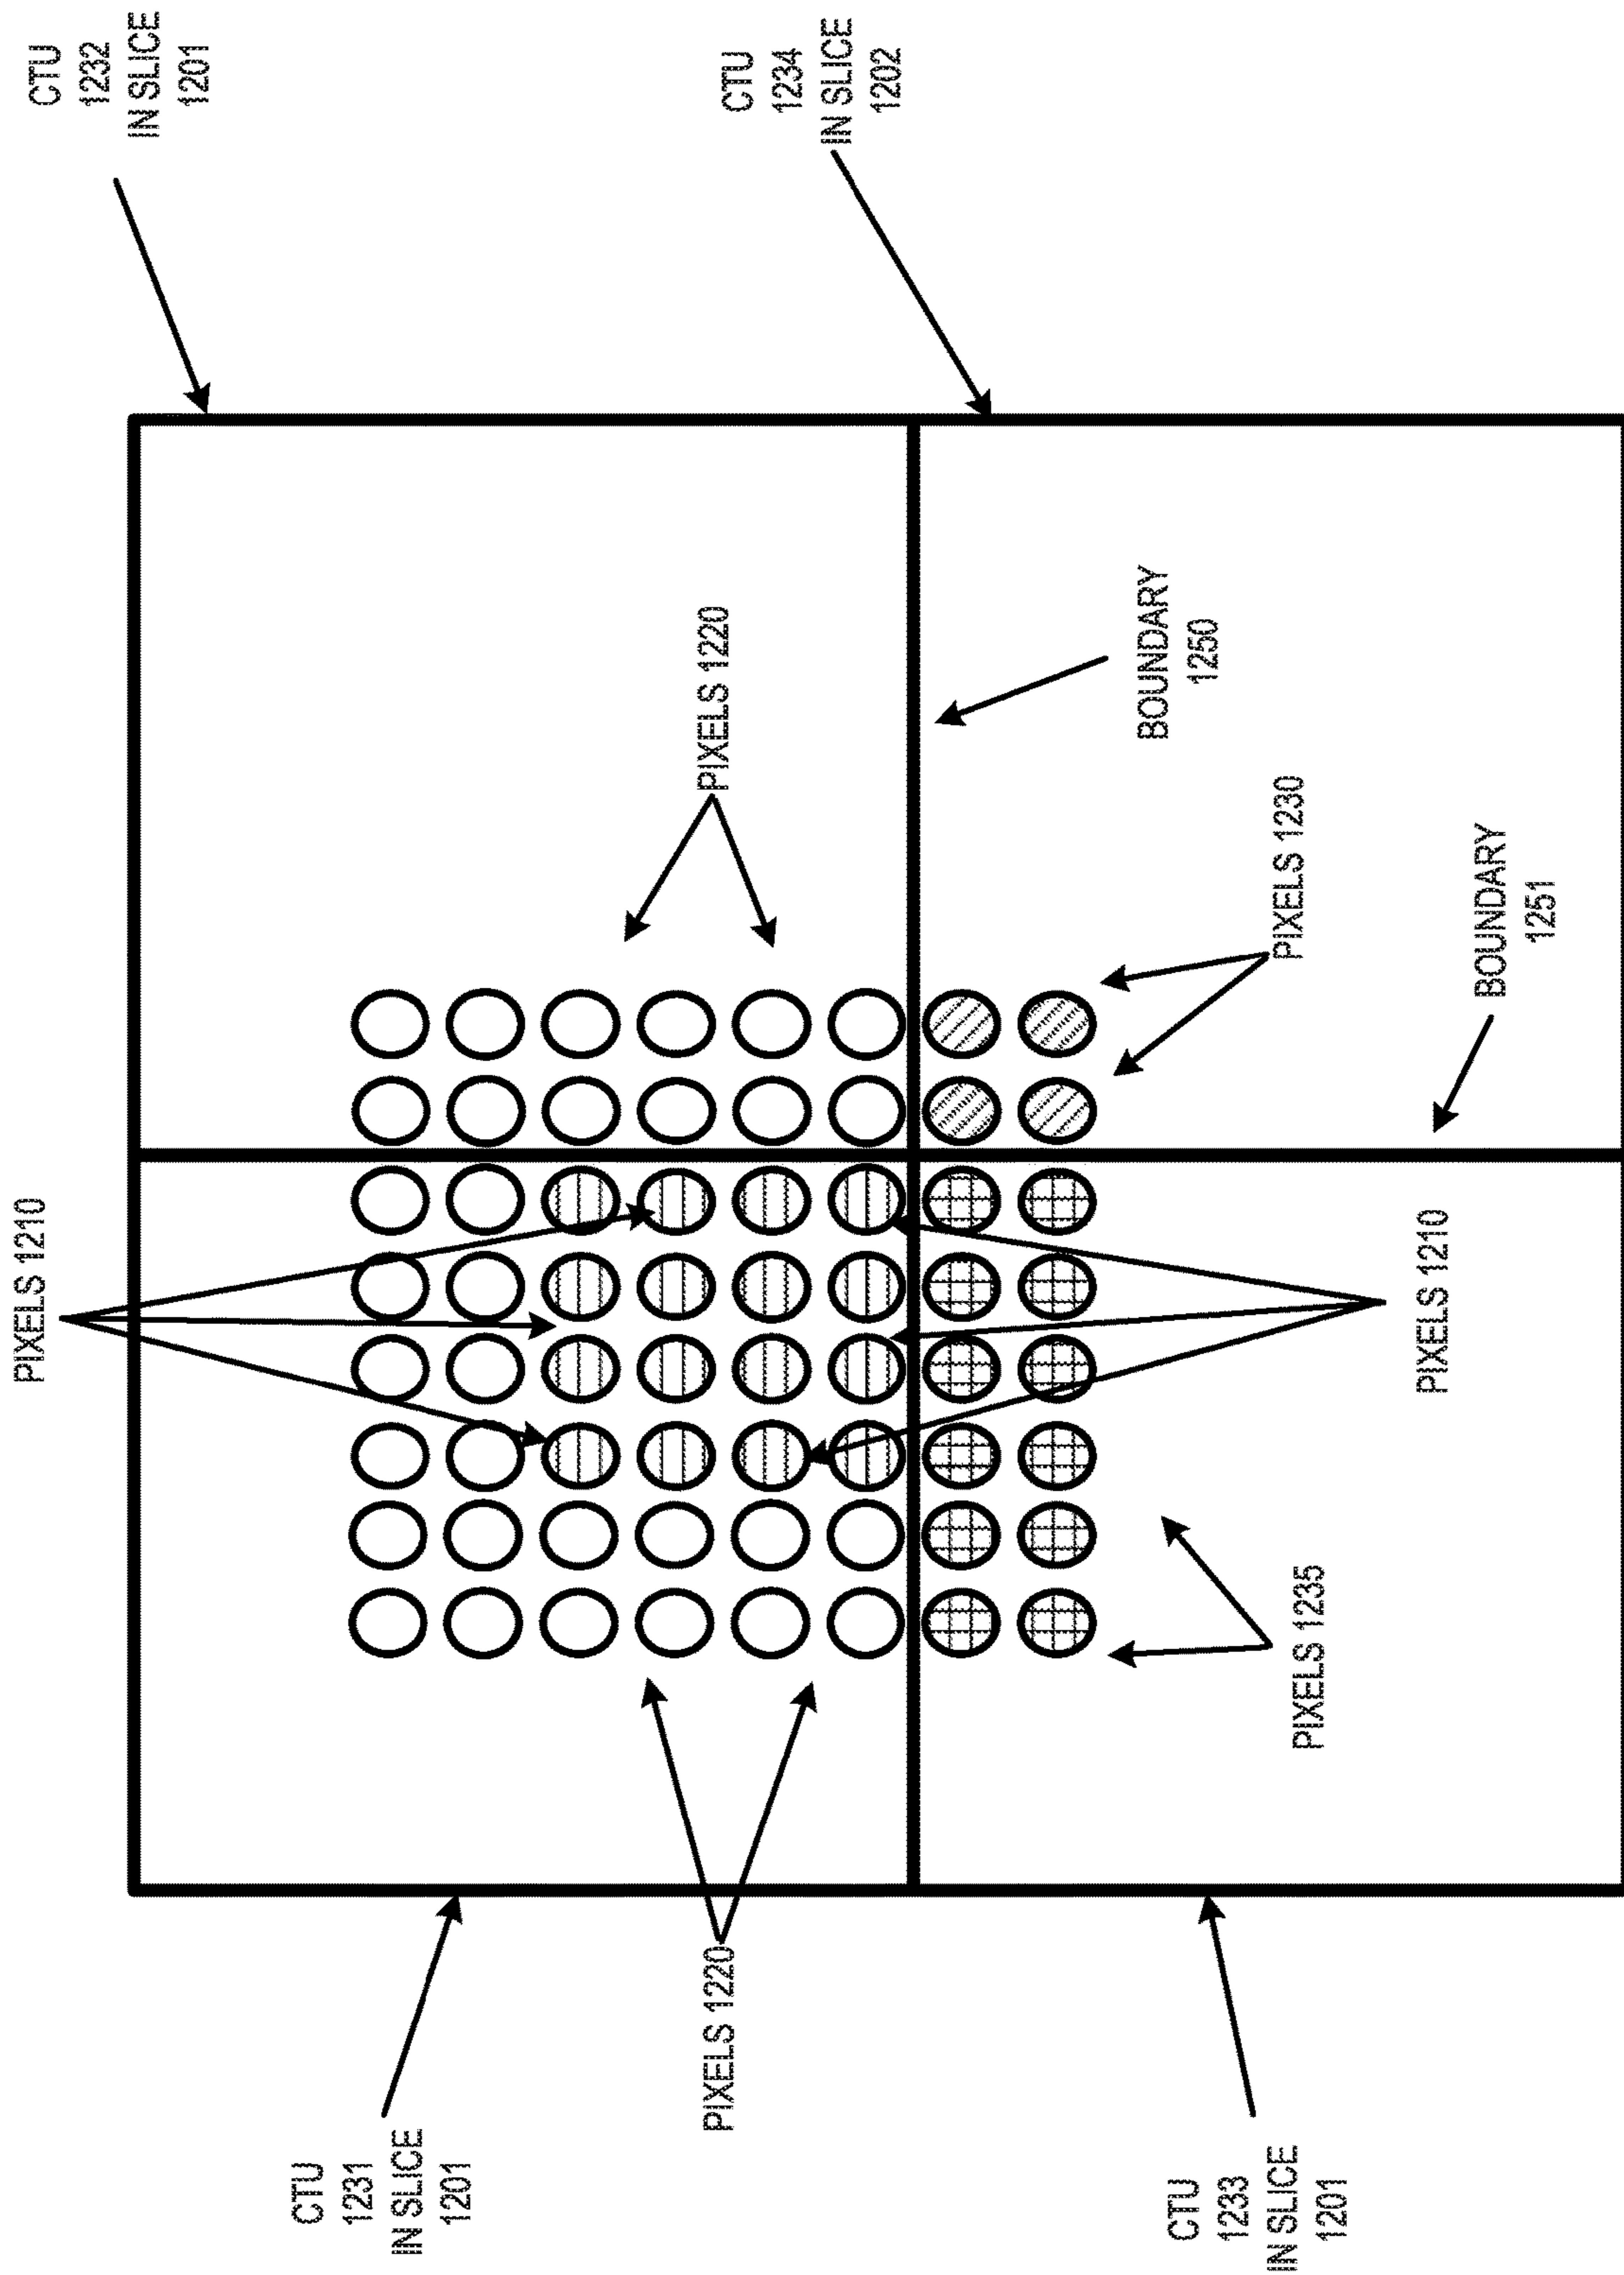 PIXELS 1210
CTU
1232
IN SLICE
1201
CTU
1231
IN SLICE
1201
PIXELS 1220
PIXELS 1220
CTU
1234
IN SLICE
1202
BOUNDARY
1250
CTU
1233
IN SLICE
1201
PIXELS 1235
PIXELS 1230
PIXELS 1210
BOUNDARY
1251